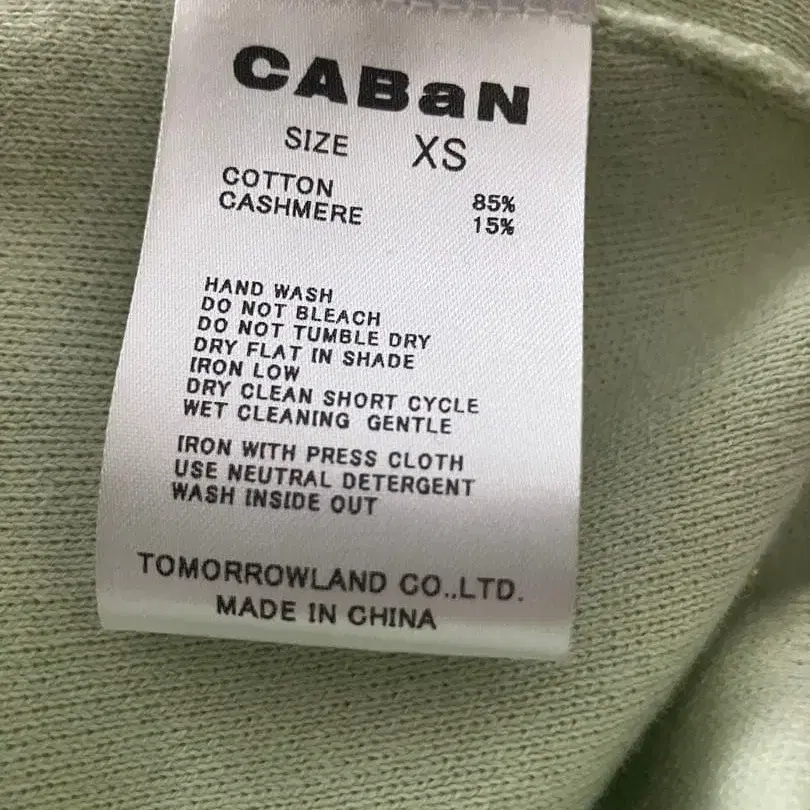 CABaN
SIZE XS
COTTON 85%
CASHMERE 15%
HAND WASH
DO NOT BLEACH
DO NOT TUMBLE DRY
DRY FLAT IN SHADE
IRON LOW
DRY CLEAN SHORT CYCLE
WET CLEANING GENTLE
IRON WITH PRESS CLOTH
USE NEUTRAL DETERGENT
WASH INSIDE OUT
TOMORROWLAND CO.,LTD.
MADE IN CHINA